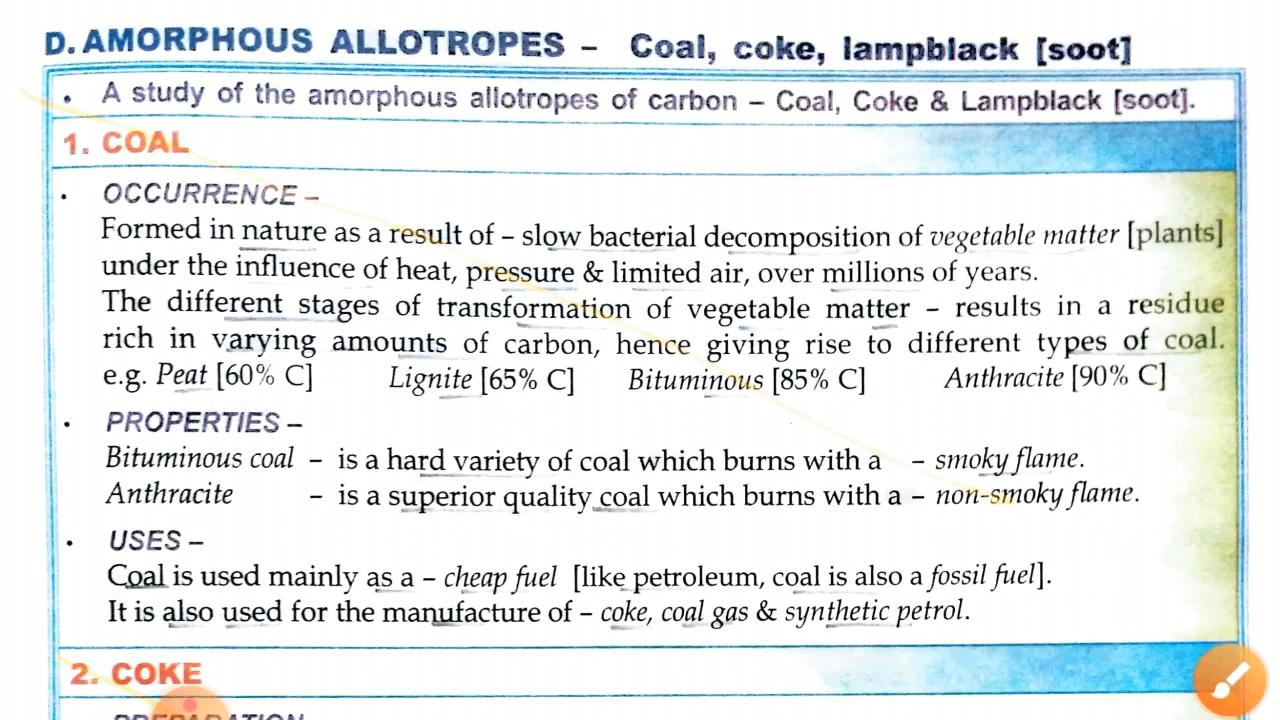 D. AMORPHOUS ALLOTROPES – Coal, coke, lampblack [soot]
• A study of the amorphous allotropes of carbon – Coal, Coke & Lampblack [soot].
1. COAL
• OCCURRENCE –
Formed in nature as a result of – slow bacterial decomposition of vegetable matter [plants]
under the influence of heat, pressure & limited air, over millions of years.
The different stages of transformation of vegetable matter – results in a residue
rich in varying amounts of carbon, hence giving rise to different types of coal.
e.g. Peat [60% C] Lignite [65% C] Bituminous [85% C] Anthracite [90% C]
• PROPERTIES –
Bituminous coal – is a hard variety of coal which burns with a – smoky flame.
Anthracite – is a superior quality coal which burns with a – non-smoky flame.
• USES –
Coal is used mainly as a – cheap fuel [like petroleum, coal is also a fossil fuel].
It is also used for the manufacture of – coke, coal gas & synthetic petrol.
2. COKE
PREPARATION